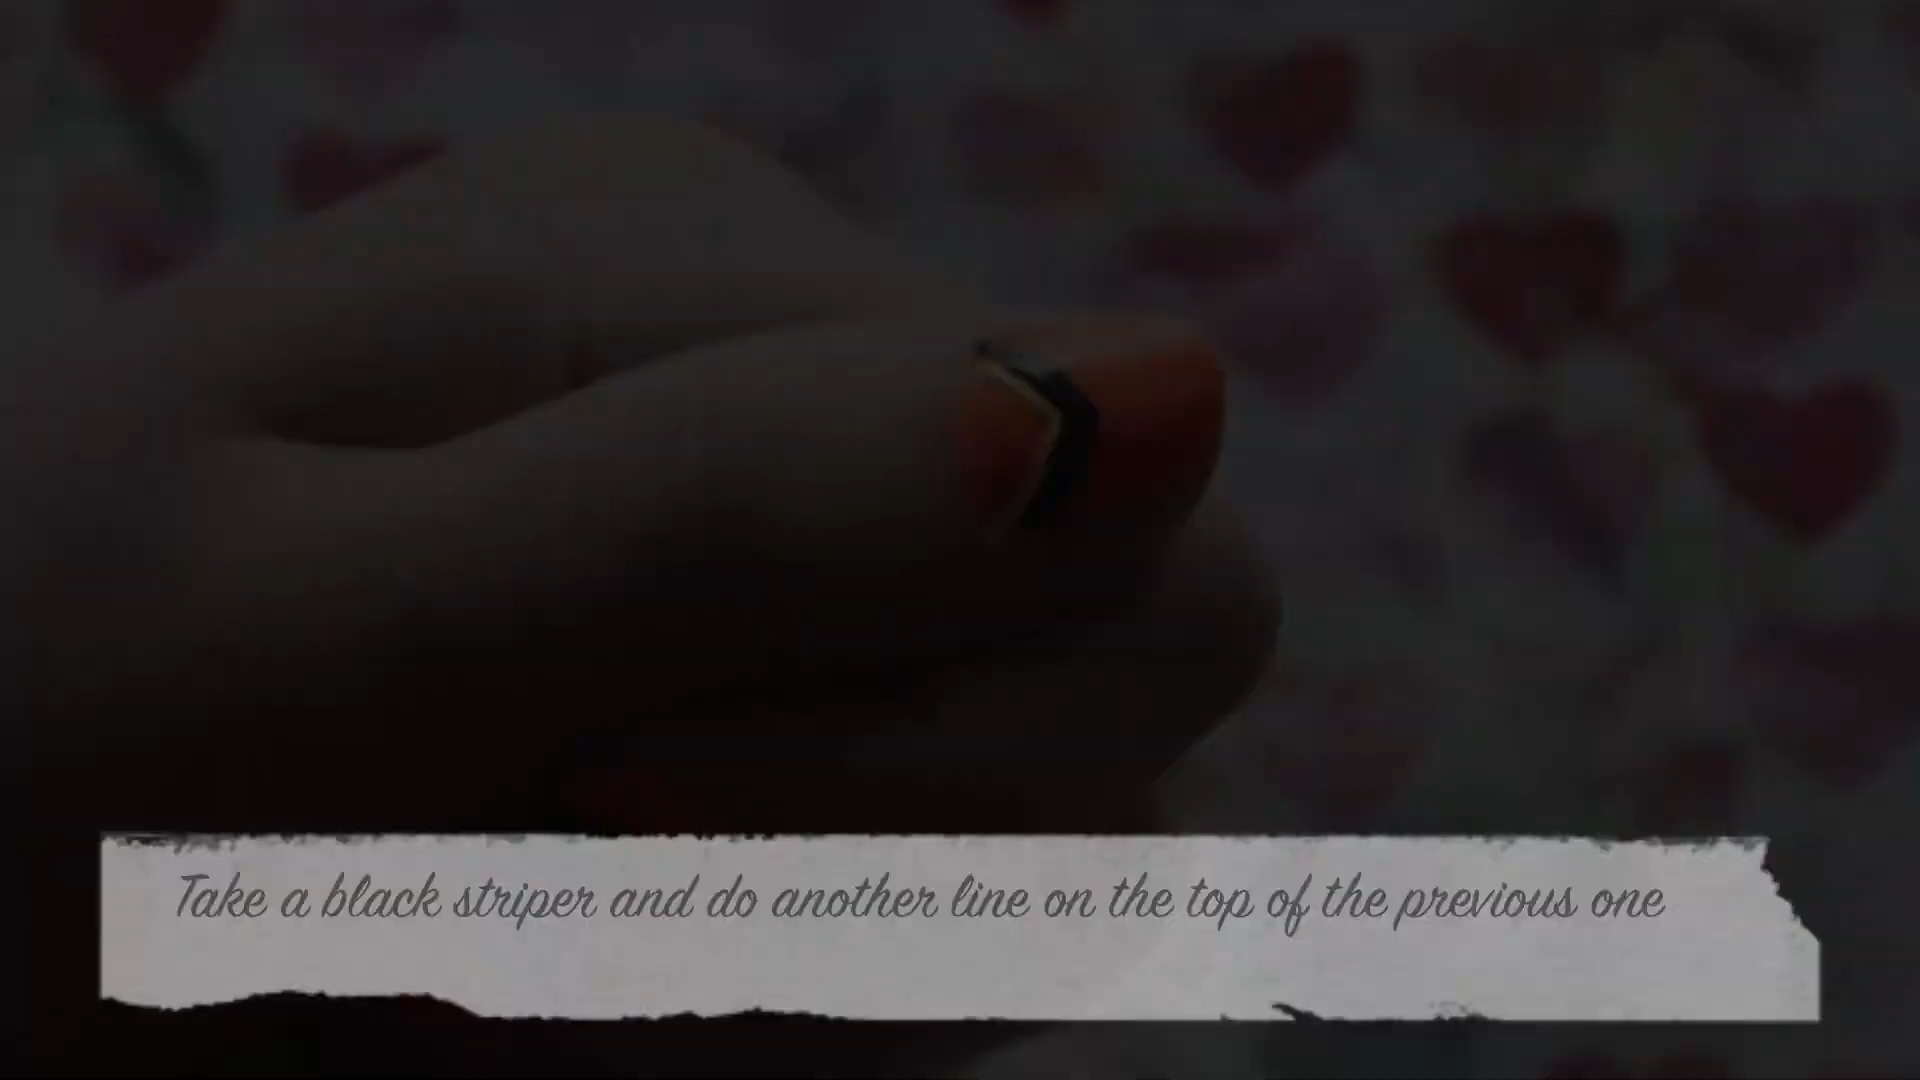 Take a black striper and do another line on the top of the previous one